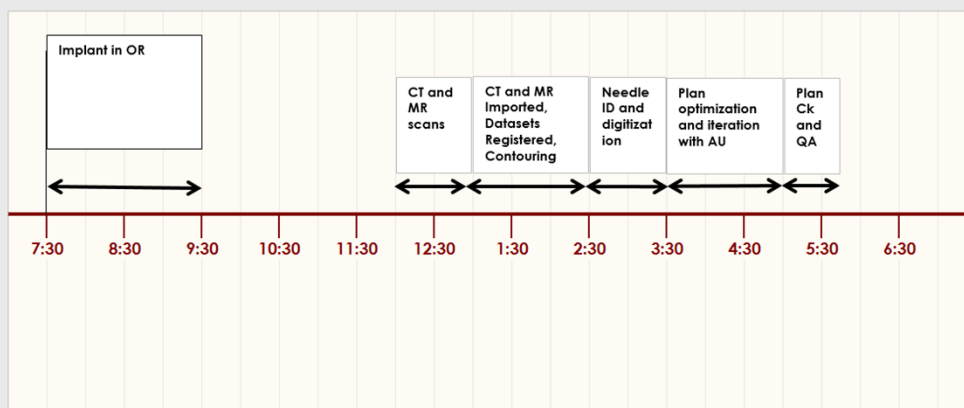 Implant in OR
CT and
MR
scans
CT and MR
Imported,
Datasets
Registered,
Contouring
Needle
ID and
digitizat
ion
Plan
optimization
and iteration
with AU
Plan
Ck
and
QA
7:30
8:30
9:30
10:30
11:30
12:30
1:30
2:30
3:30
4:30
5:30
6:30